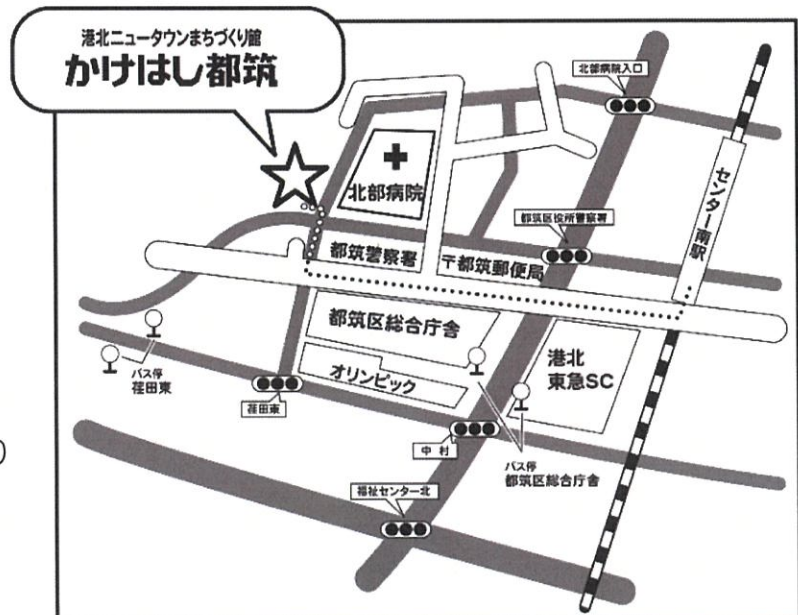 港北ニュータウンまちづくり館
かけはし都筑
北部病院入口
北部病院
センター南駅
都筑区役所警察署
都筑警察署
〒都筑郵便局
都筑区総合庁舎
港北
東急SC
オリンピック
バス停
荏田東
荏田東
中村
バス停
都筑区総合庁舎
福祉センター北